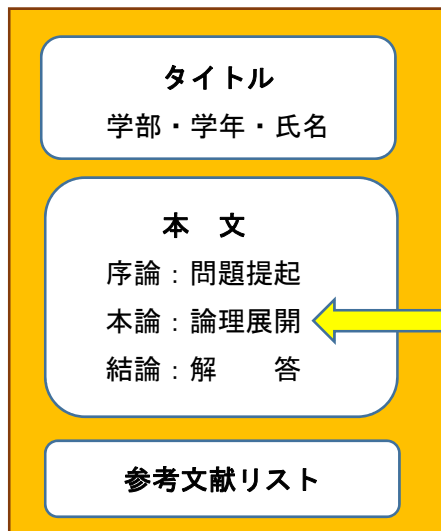 タイトル
学部・学年・氏名
本　文
序論：問題提起
本論：論理展開
結論：解　　答
参考文献リスト